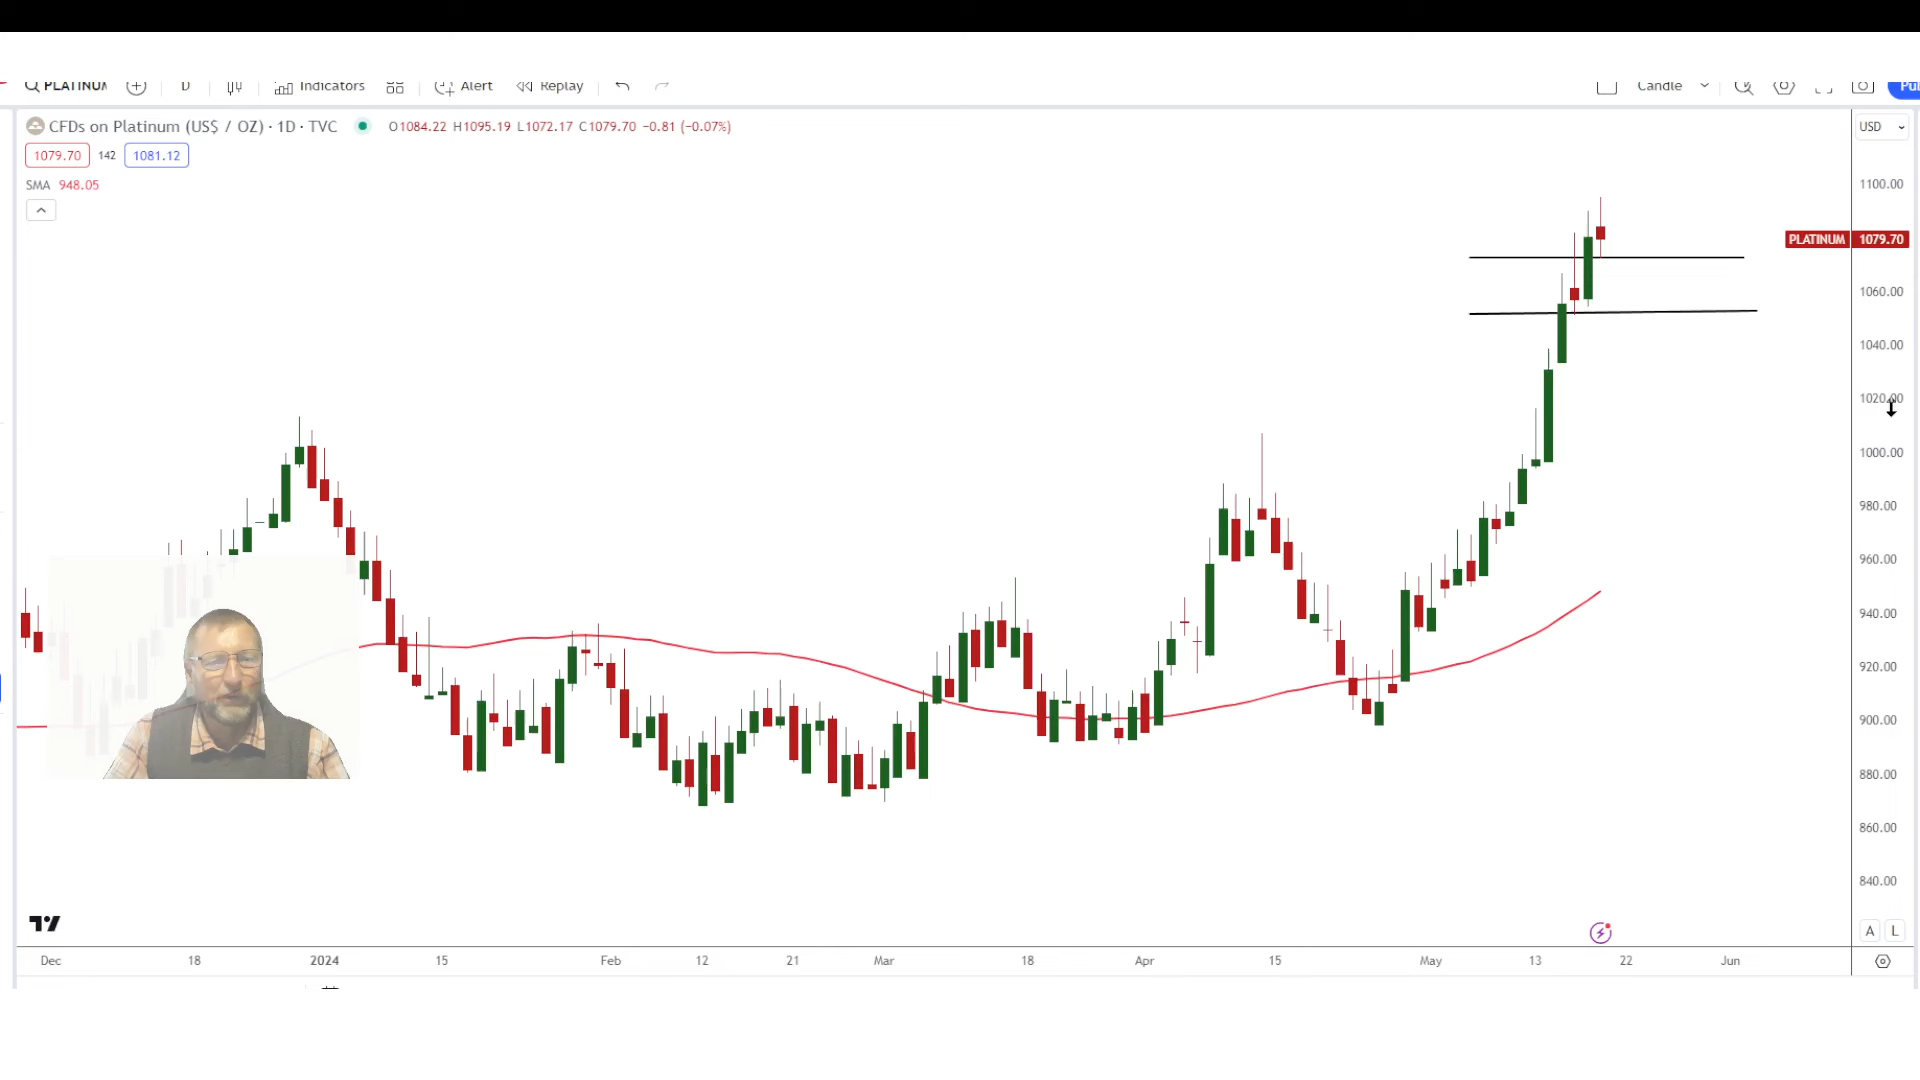 PLATINUM D Indicators Alert Replay Candle
CFDs on Platinum (US$ / OZ) · 1D · TVC O1084.22 H1095.19 L1072.17 C1079.70 −0.81 (−0.07%) USD
1079.70 142 1081.12
SMA 948.05
1100.00
PLATINUM 1079.70
1060.00
1040.00
1020.00
1000.00
980.00
960.00
940.00
920.00
900.00
880.00
860.00
840.00
A L
Dec 18 2024 15 Feb 12 21 Mar 18 Apr 15 May 13 22 Jun